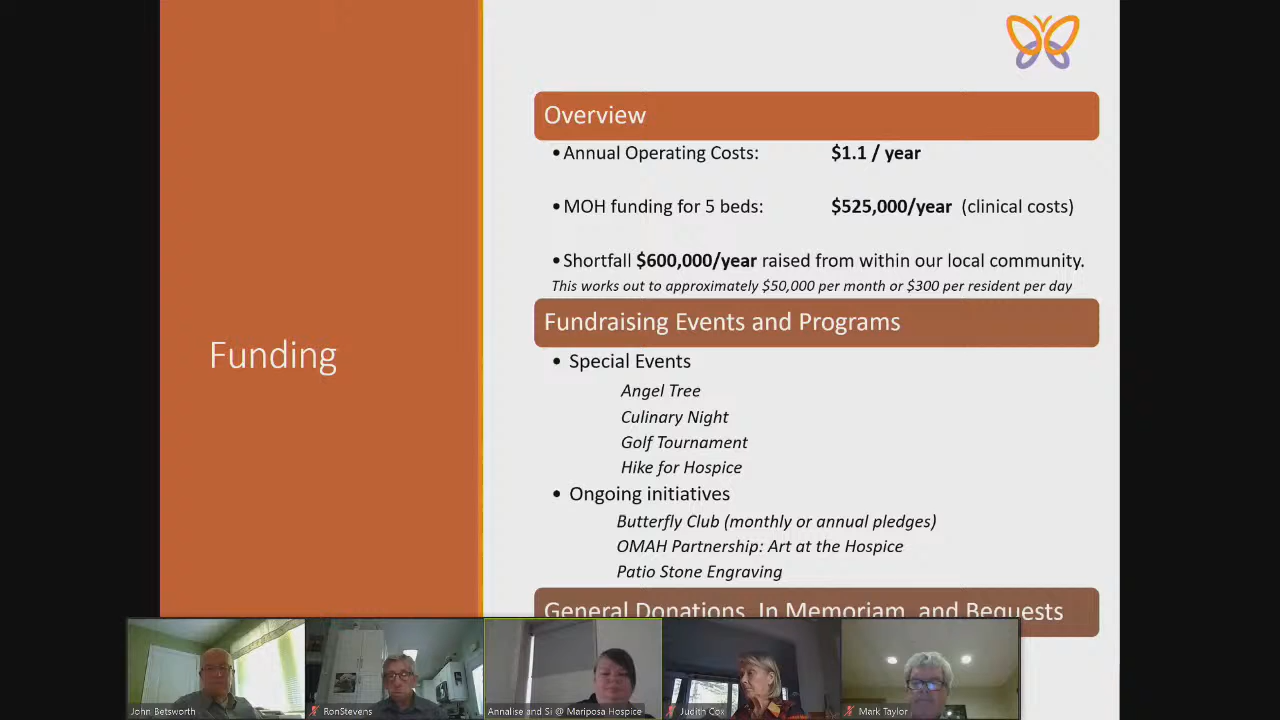 Funding
Overview
•Annual Operating Costs: $1.1 / year
•MOH funding for 5 beds: $525,000/year (clinical costs)
•Shortfall $600,000/year raised from within our local community.
This works out to approximately $50,000 per month or $300 per resident per day
Fundraising Events and Programs
• Special Events
Angel Tree
Culinary Night
Golf Tournament
Hike for Hospice
• Ongoing initiatives
Butterfly Club (monthly or annual pledges)
OMAH Partnership: Art at the Hospice
Patio Stone Engraving
General Donations, In Memoriam, and Bequests
John Betsworth
RonStevens
Annalise and Si @ Mariposa Hospice
Judith Cox
Mark Taylor